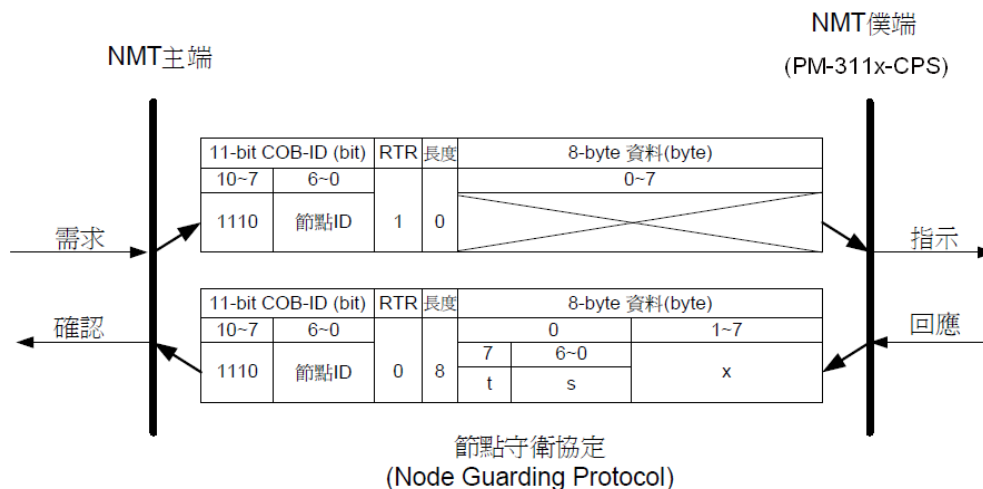 NMT主端
NMT僕端
(PM-311x-CPS)
11-bit COB-ID (bit) RTR 長度 8-byte 資料(byte)
10~7 6~0 0~7
1110 節點ID 1 0
需求
指示
11-bit COB-ID (bit) RTR 長度 8-byte 資料(byte)
10~7 6~0 0 1~7
7 6~0
1110 節點ID 0 8 t s x
確認
回應
節點守衛協定
(Node Guarding Protocol)